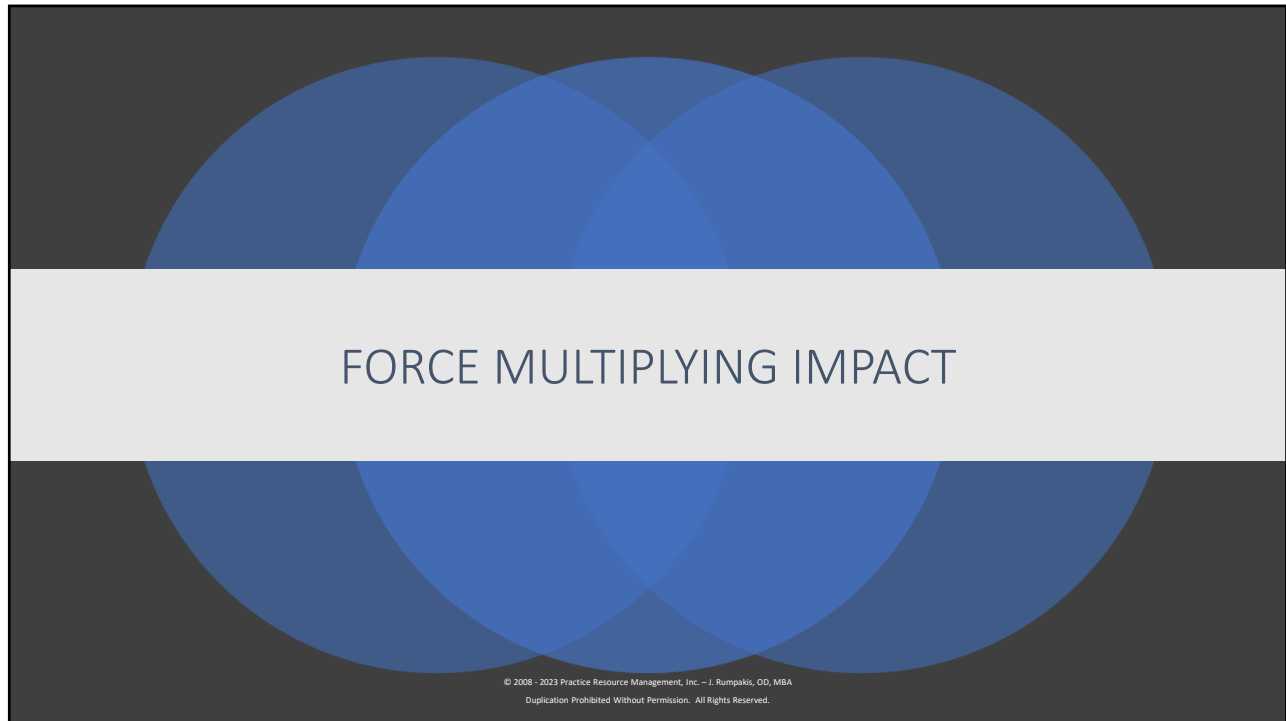 FORCE MULTIPLYING IMPACT
© 2008 - 2023 Practice Resource Management, Inc. – J. Rumpakis, OD, MBA
Duplication Prohibited Without Permission. All Rights Reserved.